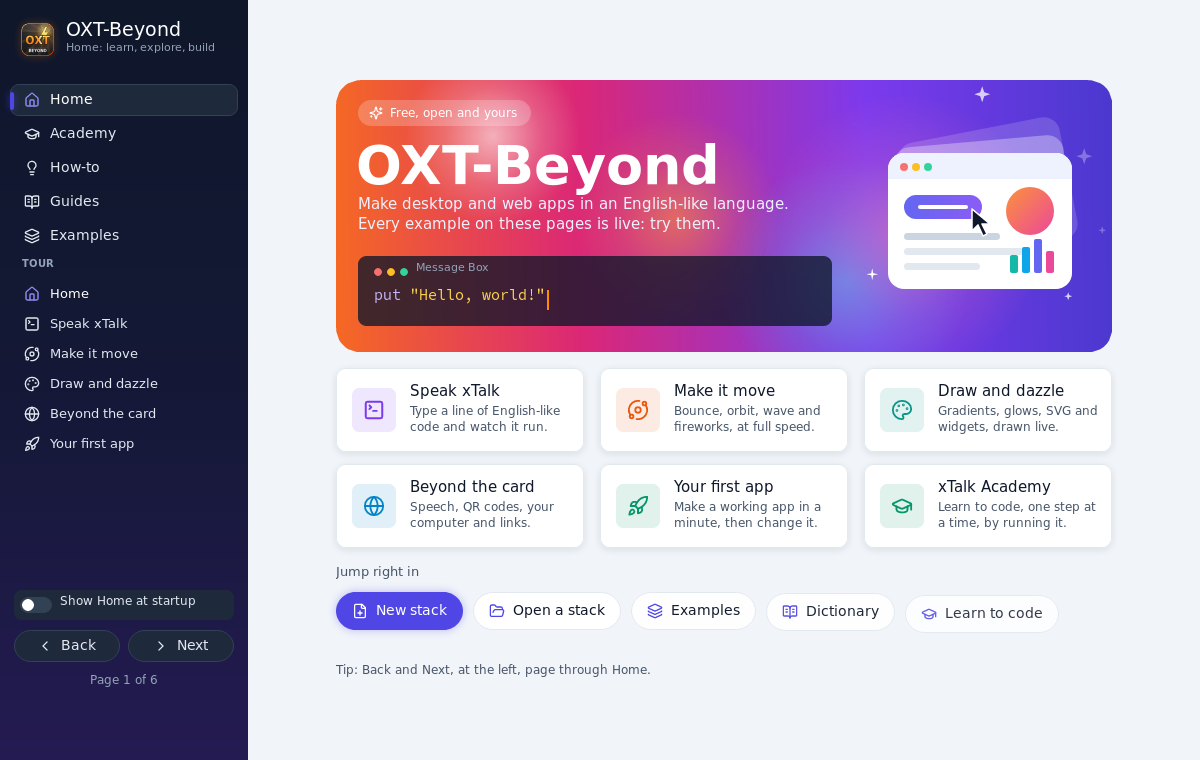 OXT
BEYOND
OXT-Beyond
Home: learn, explore, build
Home
Academy
How-to
Guides
Examples
TOUR
Home
Speak xTalk
Make it move
Draw and dazzle
Beyond the card
Your first app
Show Home at startup
Back
Next
Page 1 of 6
Free, open and yours
OXT-Beyond
Make desktop and web apps in an English-like language.
Every example on these pages is live: try them.
Message Box
put "Hello, world!"
Speak xTalk
Type a line of English-like
code and watch it run.
Make it move
Bounce, orbit, wave and
fireworks, at full speed.
Draw and dazzle
Gradients, glows, SVG and
widgets, drawn live.
Beyond the card
Speech, QR codes, your
computer and links.
Your first app
Make a working app in a
minute, then change it.
xTalk Academy
Learn to code, one step at
a time, by running it.
Jump right in
New stack
Open a stack
Examples
Dictionary
Learn to code
Tip: Back and Next, at the left, page through Home.